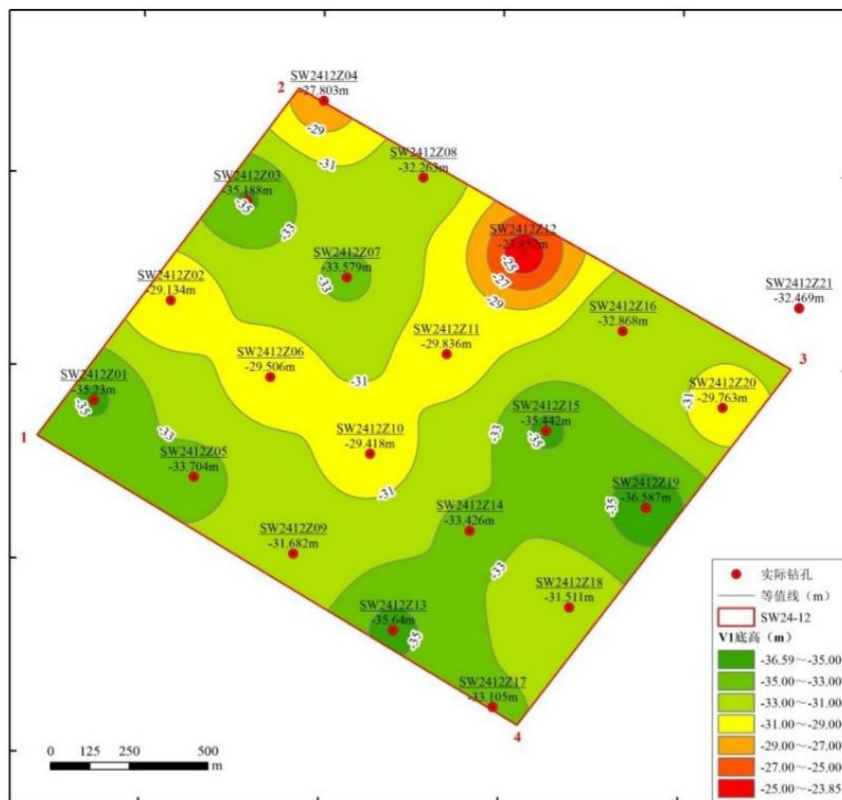 2
SW2412Z04
-27.803m
-29
-31
SW2412Z08
-32.263m
SW2412Z03
-35.188m
-35
-33
SW2412Z12
-23.852m
-25
-27
-29
SW2412Z07
-33.579m
-33
SW2412Z02
-29.134m
SW2412Z21
-32.469m
SW2412Z16
-32.868m
SW2412Z11
-29.836m
3
SW2412Z06
-29.506m
-31
SW2412Z20
-29.763m
-31
SW2412Z01
-35.23m
-35
1
-33
SW2412Z15
-35.442m
-33
-35
SW2412Z10
-29.418m
-31
SW2412Z05
-33.704m
SW2412Z19
-36.587m
-35
SW2412Z14
-33.426m
SW2412Z09
-31.682m
-33
SW2412Z18
-31.511m
SW2412Z13
-35.64m
-35
SW2412Z17
-33.105m
4
0 125 250 500
m
实际钻孔
等值线（m）
SW24-12
V1底高（m）
-36.59～-35.00
-35.00～-33.00
-33.00～-31.00
-31.00～-29.00
-29.00～-27.00
-27.00～-25.00
-25.00～-23.85